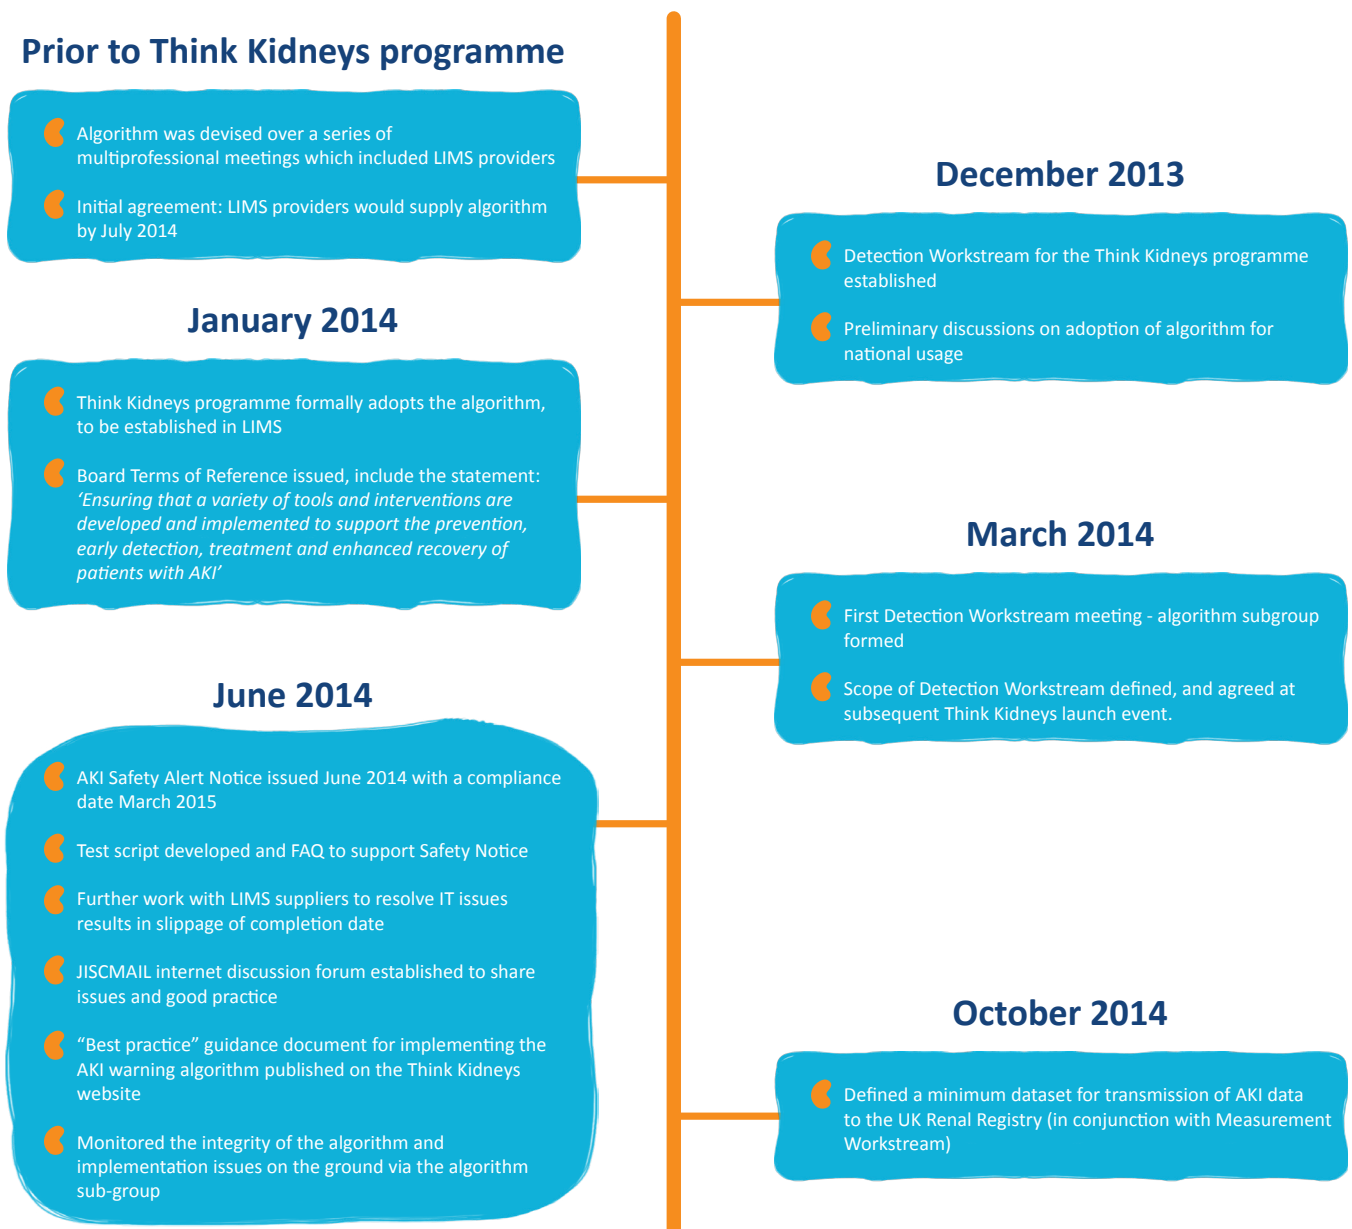 Prior to Think Kidneys programme
Algorithm was devised over a series of
multiprofessional meetings which included LIMS providers
Initial agreement: LIMS providers would supply algorithm
by July 2014
December 2013
Detection Workstream for the Think Kidneys programme
established
Preliminary discussions on adoption of algorithm for
national usage
January 2014
Think Kidneys programme formally adopts the algorithm,
to be established in LIMS
Board Terms of Reference issued, include the statement:
‘Ensuring that a variety of tools and interventions are
developed and implemented to support the prevention,
early detection, treatment and enhanced recovery of
patients with AKI’
March 2014
First Detection Workstream meeting - algorithm subgroup
formed
Scope of Detection Workstream defined, and agreed at
subsequent Think Kidneys launch event.
June 2014
AKI Safety Alert Notice issued June 2014 with a compliance
date March 2015
Test script developed and FAQ to support Safety Notice
Further work with LIMS suppliers to resolve IT issues
results in slippage of completion date
JISCMAIL internet discussion forum established to share
issues and good practice
“Best practice” guidance document for implementing the
AKI warning algorithm published on the Think Kidneys
website
Monitored the integrity of the algorithm and
implementation issues on the ground via the algorithm
sub-group
October 2014
Defined a minimum dataset for transmission of AKI data
to the UK Renal Registry (in conjunction with Measurement
Workstream)